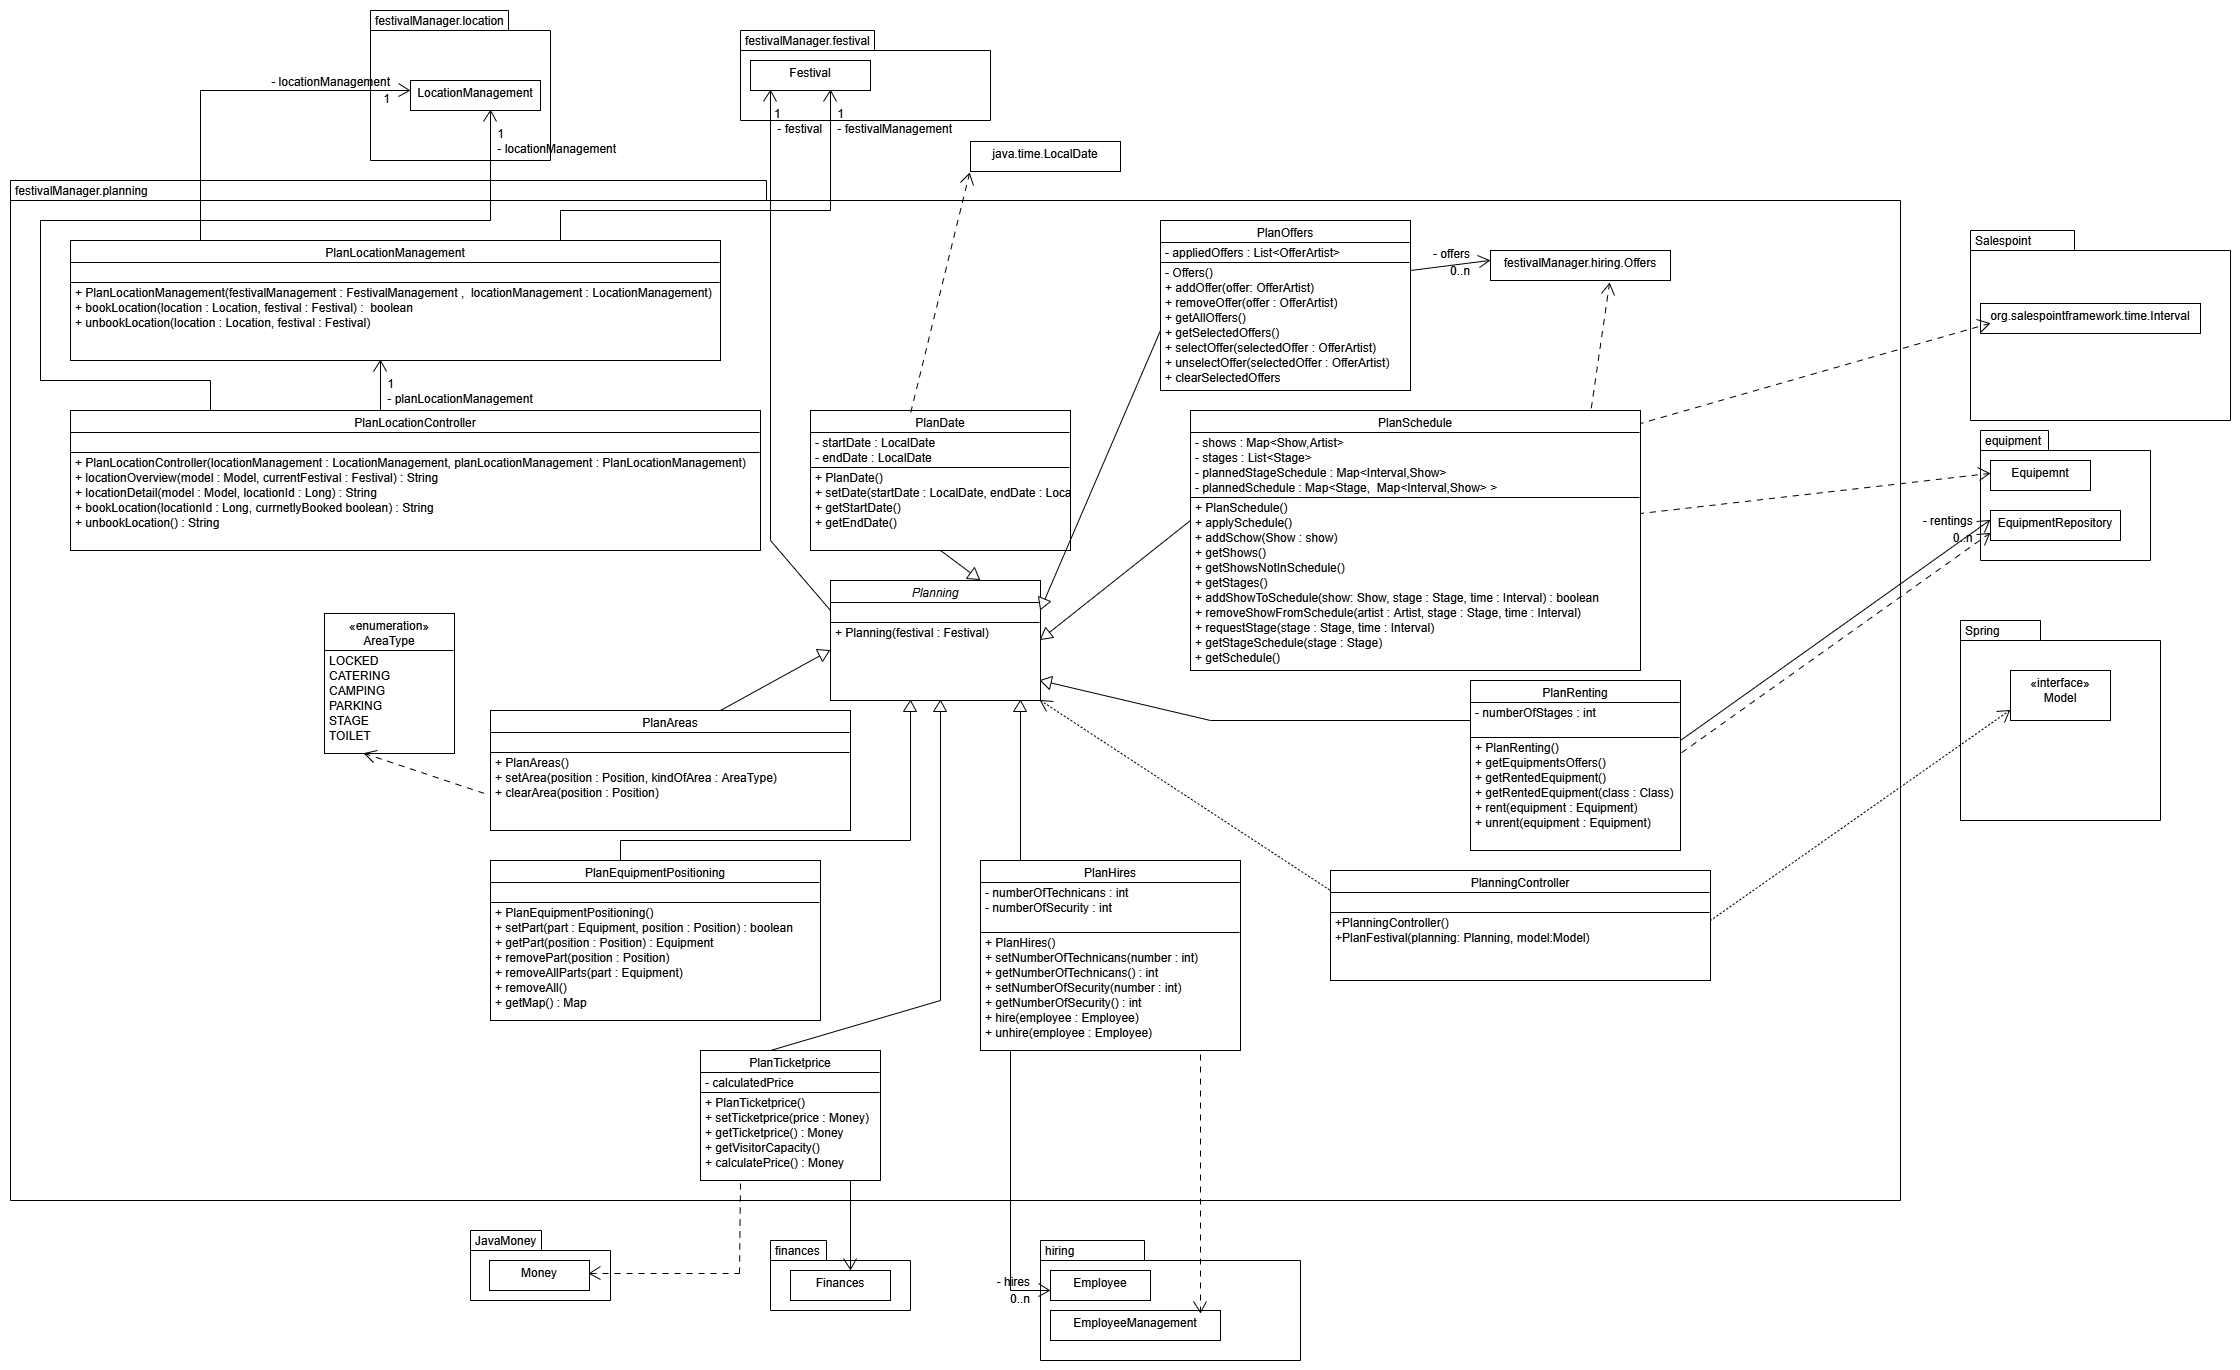 festivalManager.location
- locationManagement
1
LocationManagement
1
- locationManagement
festivalManager.festival
Festival
1
- festival
1
- festivalManagement
java.time.LocalDate
festivalManager.planning
PlanLocationManagement
+ PlanLocationManagement(festivalManagement : FestivalManagement ,  locationManagement : LocationManagement)
+ bookLocation(location : Location, festival : Festival) :  boolean
+ unbookLocation(location : Location, festival : Festival)
1
- planLocationManagement
PlanLocationController
+ PlanLocationController(locationManagement : LocationManagement, planLocationManagement : PlanLocationManagement)
+ locationOverview(model : Model, currentFestival : Festival) : String
+ locationDetail(model : Model, locationId : Long) : String
+ bookLocation(locationId : Long, currnetlyBooked boolean) : String
+ unbookLocation() : String
PlanDate
- startDate : LocalDate
- endDate : LocalDate
+ PlanDate()
+ setDate(startDate : LocalDate, endDate : Loca
+ getStartDate()
+ getEndDate()
PlanOffers
- appliedOffers : List<OfferArtist>
- Offers()
+ addOffer(offer: OfferArtist)
+ removeOffer(offer : OfferArtist)
+ getAllOffers()
+ getSelectedOffers()
+ selectOffer(selectedOffer : OfferArtist)
+ unselectOffer(selectedOffer : OfferArtist)
+ clearSelectedOffers
- offers
0..n
festivalManager.hiring.Offers
Salespoint
org.salespointframework.time.Interval
PlanSchedule
- shows : Map<Show,Artist>
- stages : List<Stage>
- plannedStageSchedule : Map<Interval,Show>
- plannedSchedule : Map<Stage,  Map<Interval,Show> >
+ PlanSchedule()
+ applySchedule()
+ addSchow(Show : show)
+ getShows()
+ getShowsNotInSchedule()
+ getStages()
+ addShowToSchedule(show: Show, stage : Stage, time : Interval) : boolean
+ removeShowFromSchedule(artist : Artist, stage : Stage, time : Interval)
+ requestStage(stage : Stage, time : Interval)
+ getStageSchedule(stage : Stage)
+ getSchedule()
equipment
Equipemnt
- rentings
0..n
EquipmentRepository
Planning
+ Planning(festival : Festival)
«enumeration»
AreaType
LOCKED
CATERING
CAMPING
PARKING
STAGE
TOILET
Spring
«interface»
Model
PlanAreas
+ PlanAreas()
+ setArea(position : Position, kindOfArea : AreaType)
+ clearArea(position : Position)
PlanRenting
- numberOfStages : int
+ PlanRenting()
+ getEquipmentsOffers()
+ getRentedEquipment()
+ getRentedEquipment(class : Class)
+ rent(equipment : Equipment)
+ unrent(equipment : Equipment)
PlanEquipmentPositioning
+ PlanEquipmentPositioning()
+ setPart(part : Equipment, position : Position) : boolean
+ getPart(position : Position) : Equipment
+ removePart(position : Position)
+ removeAllParts(part : Equipment)
+ removeAll()
+ getMap() : Map
PlanHires
- numberOfTechnicans : int
- numberOfSecurity : int
+ PlanHires()
+ setNumberOfTechnicans(number : int)
+ getNumberOfTechnicans() : int
+ setNumberOfSecurity(number : int)
+ getNumberOfSecurity() : int
+ hire(employee : Employee)
+ unhire(employee : Employee)
PlanningController
+PlanningController()
+PlanFestival(planning: Planning, model:Model)
PlanTicketprice
- calculatedPrice
+ PlanTicketprice()
+ setTicketprice(price : Money)
+ getTicketprice() : Money
+ getVisitorCapacity()
+ calculatePrice() : Money
JavaMoney
Money
finances
Finances
hiring
- hires
0..n
Employee
EmployeeManagement